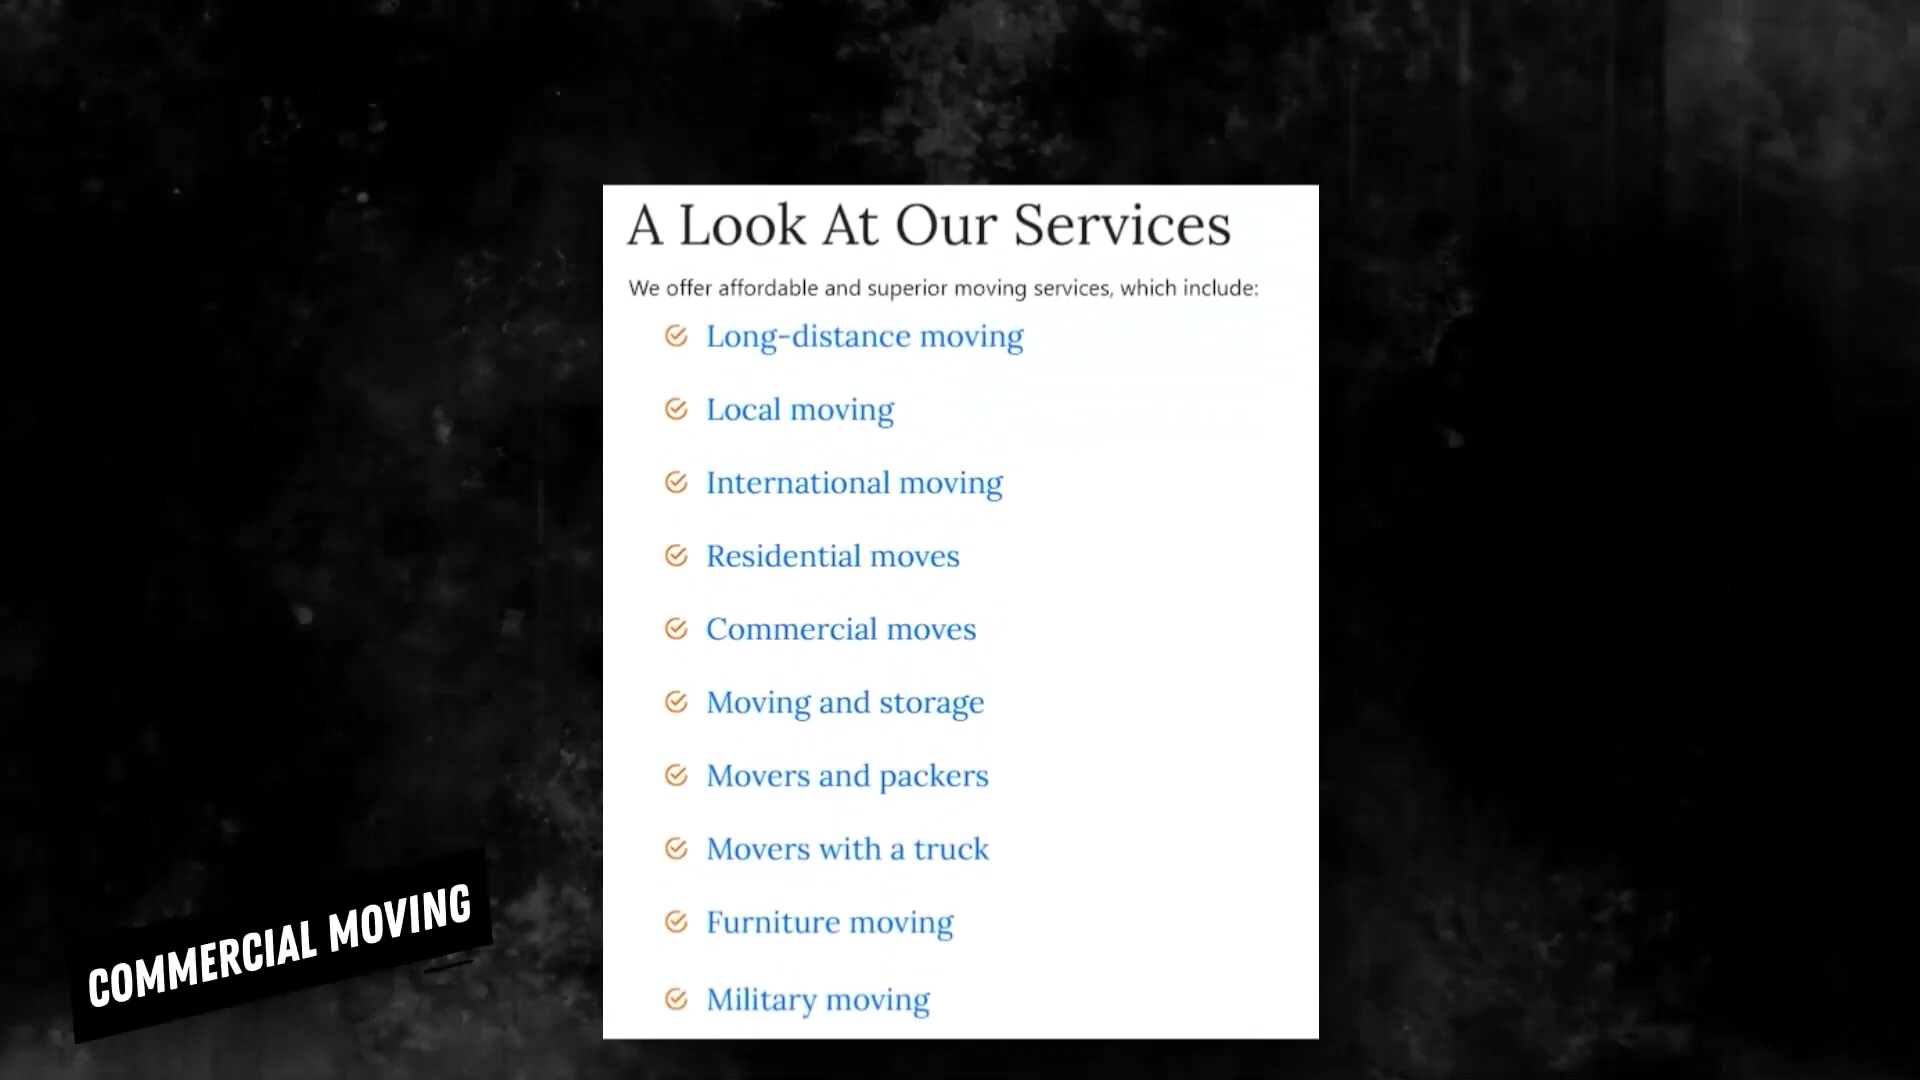 A Look At Our Services
We offer affordable and superior moving services, which include:
Long-distance moving
Local moving
International moving
Residential moves
Commercial moves
Moving and storage
Movers and packers
Movers with a truck
Furniture moving
Military moving
COMMERCIAL MOVING